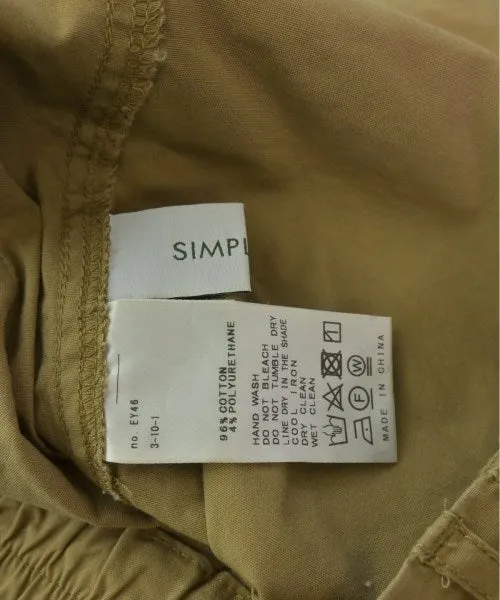 SIMPL
no. EY46
3-10-1
96% COTTON
4% POLYURETHANE
HAND WASH
DO NOT BLEACH
DO NOT TUMBLE DRY
LINE DRY IN THE SHADE
COOL IRON
DRY CLEAN
WET CLEAN
F W
MADE IN CHINA